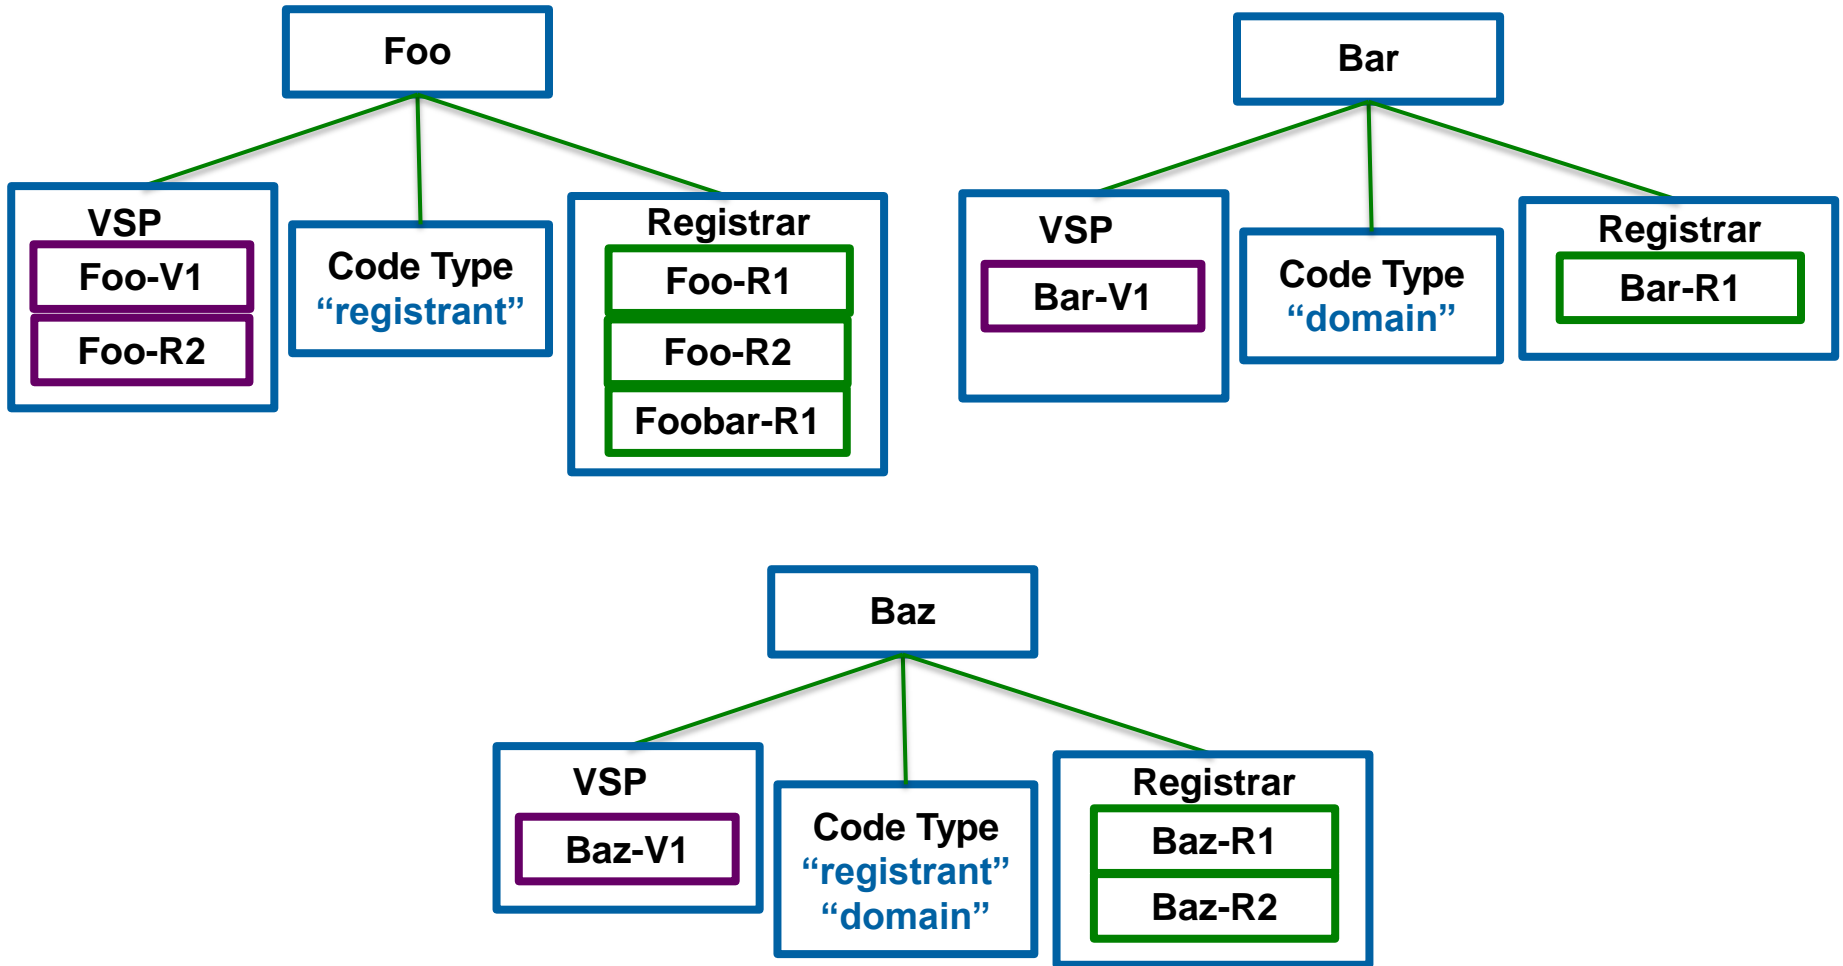 Foo
VSP
Foo-V1
Foo-R2
Code Type
“registrant”
Registrar
Foo-R1
Foo-R2
Foobar-R1
Bar
VSP
Bar-V1
Code Type
“domain”
Registrar
Bar-R1
Baz
VSP
Baz-V1
Code Type
“registrant”
“domain”
Registrar
Baz-R1
Baz-R2